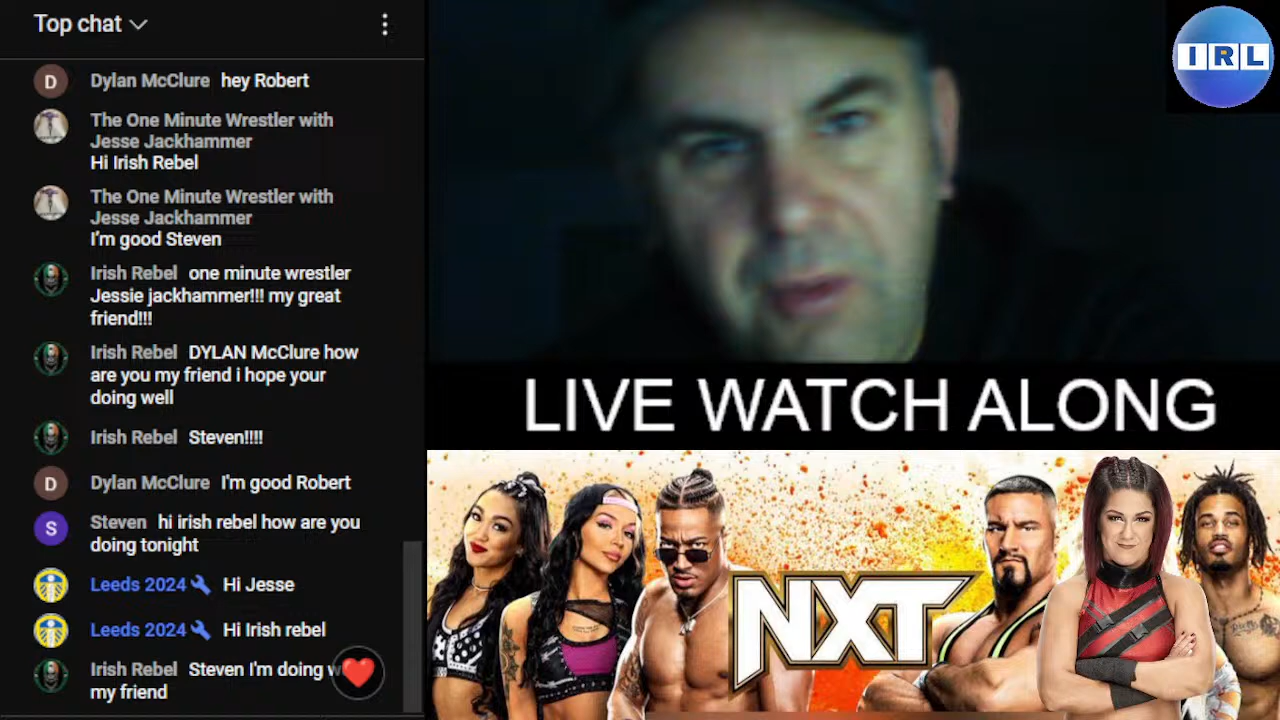 Top chat
D
Dylan McClure hey Robert
The One Minute Wrestler with
Jesse Jackhammer
Hi Irish Rebel
The One Minute Wrestler with
Jesse Jackhammer
I'm good Steven
Irish Rebel one minute wrestler
Jessie jackhammer!!! my great
friend!!!
Irish Rebel DYLAN McClure how
are you my friend i hope your
doing well
Irish Rebel Steven!!!!
D
Dylan McClure I'm good Robert
S
Steven hi irish rebel how are you
doing tonight
Leeds 2024 Hi Jesse
Leeds 2024 Hi Irish rebel
Irish Rebel Steven I'm doing
my friend
IRL
LIVE WATCH ALONG
NXT